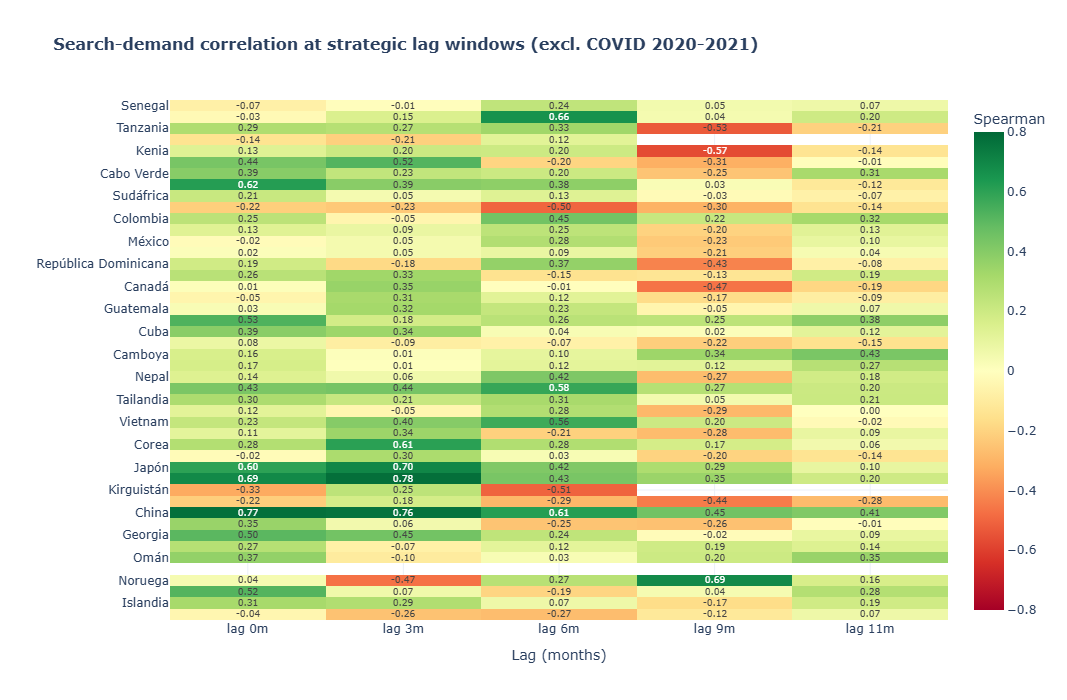 Search-demand correlation at strategic lag windows (excl. COVID 2020-2021)
Spearman
Senegal -0.07 -0.01 0.24 0.05 0.07
-0.03 0.15 0.66 0.04 0.20
Tanzania 0.29 0.27 0.33 -0.53 -0.21
-0.14 -0.21 0.12
Kenia 0.13 0.20 0.20 -0.57 -0.14
0.44 0.52 -0.20 -0.31 -0.01
Cabo Verde 0.39 0.23 0.20 -0.25 0.31
0.62 0.39 0.38 0.03 -0.12
Sudáfrica 0.21 0.05 0.13 -0.03 -0.07
-0.22 -0.23 -0.50 -0.30 -0.14
Colombia 0.25 -0.05 0.45 0.22 0.32
0.13 0.09 0.25 -0.20 0.13
México -0.02 0.05 0.28 -0.23 0.10
0.02 0.05 0.09 -0.21 0.04
República Dominicana 0.19 -0.18 0.37 -0.43 -0.08
0.26 0.33 -0.15 -0.13 0.19
Canadá 0.01 0.35 -0.01 -0.47 -0.19
-0.05 0.31 0.12 -0.17 -0.09
Guatemala 0.03 0.32 0.23 -0.05 0.07
0.53 0.18 0.26 0.25 0.38
Cuba 0.39 0.34 0.04 0.02 0.12
0.08 -0.09 -0.07 -0.22 -0.15
Camboya 0.16 0.01 0.10 0.34 0.43
0.17 0.01 0.12 0.12 0.27
Nepal 0.14 0.06 0.42 -0.27 0.18
0.43 0.44 0.58 0.27 0.20
Tailandia 0.30 0.21 0.31 0.05 0.21
0.12 -0.05 0.28 -0.29 0.00
Vietnam 0.23 0.40 0.56 0.20 -0.02
0.11 0.34 -0.21 -0.28 0.09
Corea 0.28 0.61 0.28 0.17 0.06
-0.02 0.30 0.03 -0.20 -0.14
Japón 0.60 0.70 0.42 0.29 0.10
0.69 0.78 0.43 0.35 0.20
Kirguistán -0.33 0.25 -0.51
-0.22 0.18 -0.29 -0.44 -0.28
China 0.77 0.76 0.61 0.45 0.41
0.35 0.06 -0.25 -0.26 -0.01
Georgia 0.50 0.45 0.24 -0.02 0.09
0.27 -0.07 0.12 0.19 0.14
Omán 0.37 -0.10 0.03 0.20 0.35
Noruega 0.04 -0.47 0.27 0.69 0.16
0.52 0.07 -0.19 0.04 0.28
Islandia 0.31 0.29 0.07 -0.17 0.19
-0.04 -0.26 -0.27 -0.12 0.07
lag 0m lag 3m lag 6m lag 9m lag 11m
Lag (months)
0.8
0.6
0.4
0.2
0
−0.2
−0.4
−0.6
−0.8